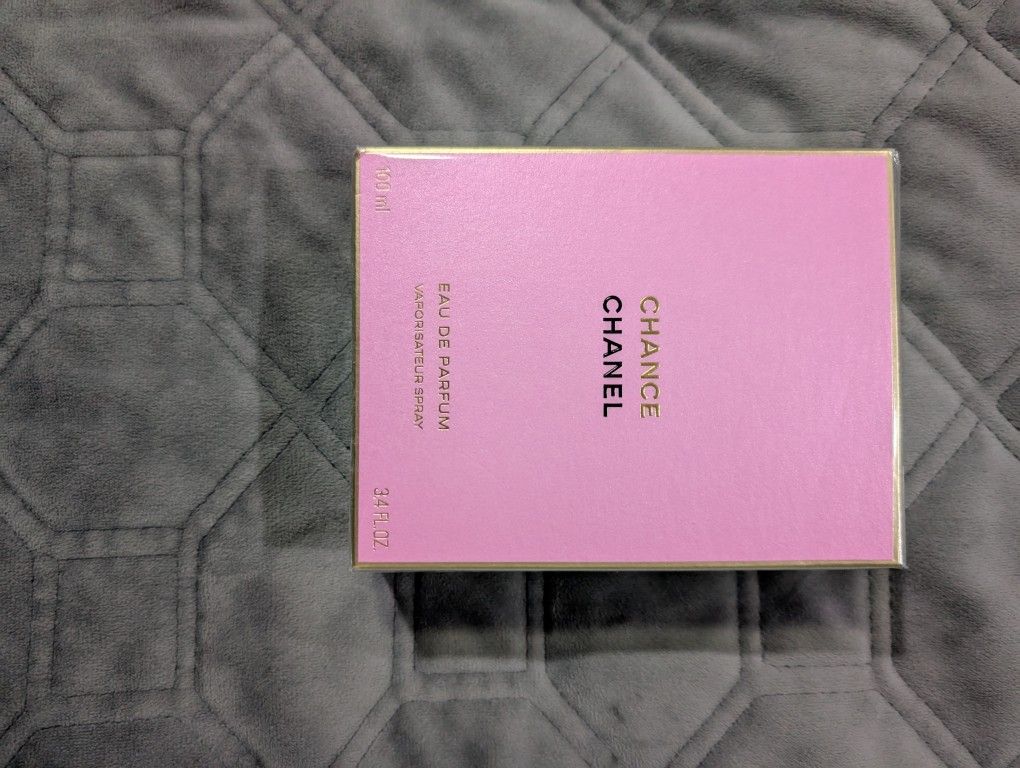 CHANCE
CHANEL
EAU DE PARFUM
VAPORISATEUR SPRAY
100 ml
3.4 FL.OZ.